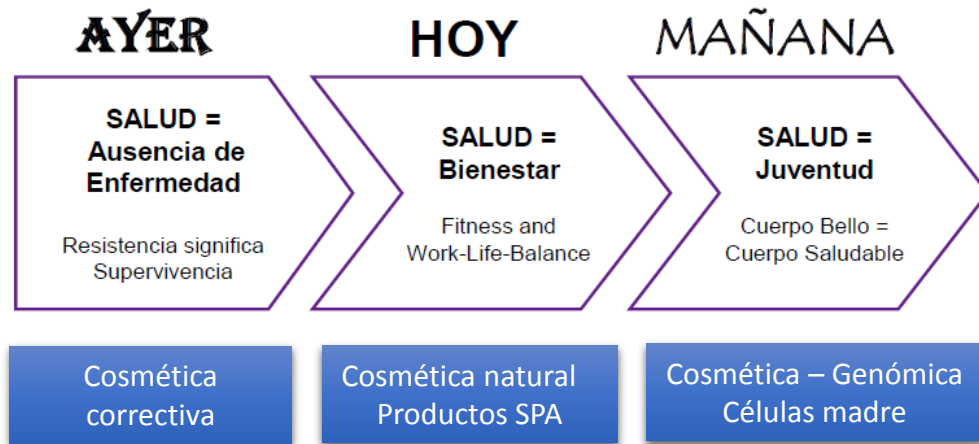 AYER
SALUD =
Ausencia de
Enfermedad
Resistencia significa
Supervivencia
Cosmética
correctiva
HOY
SALUD =
Bienestar
Fitness and
Work-Life-Balance
Cosmética natural
Productos SPA
MAÑANA
SALUD =
Juventud
Cuerpo Bello =
Cuerpo Saludable
Cosmética – Genómica
Células madre